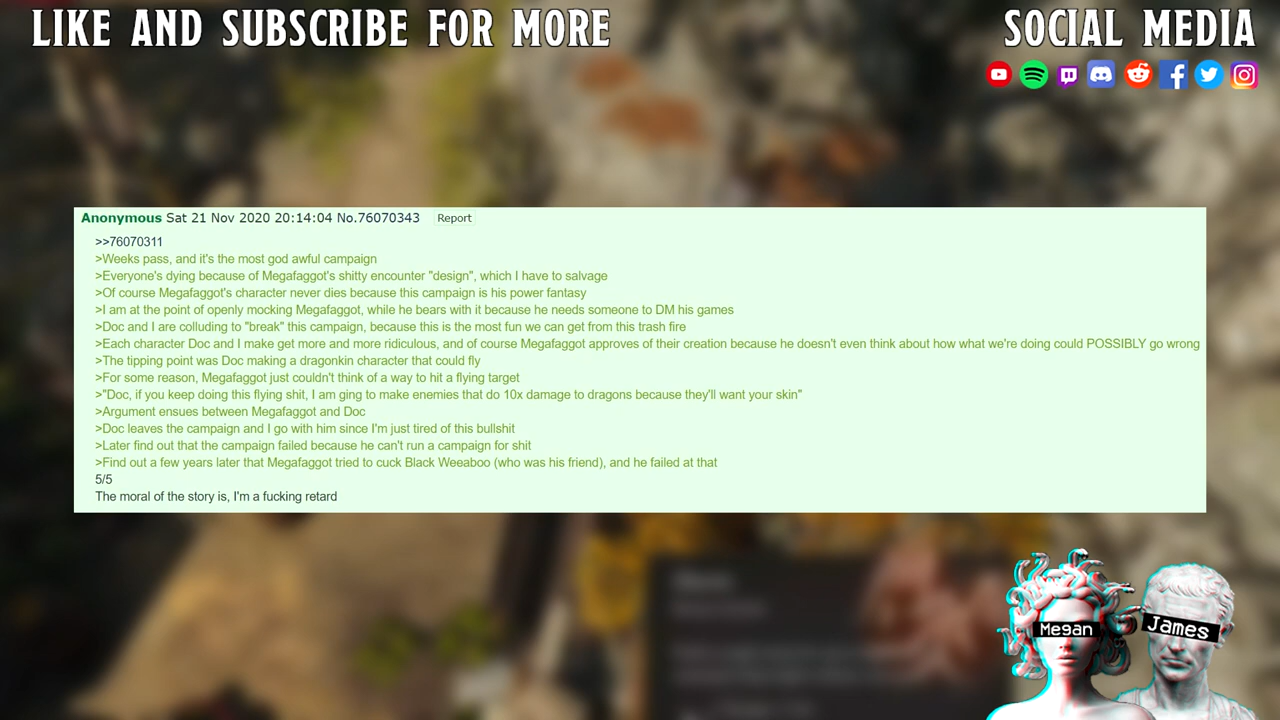 LIKE AND SUBSCRIBE FOR MORE
SOCIAL MEDIA
Anonymous Sat 21 Nov 2020 20:14:04 No.76070343 Report
>>76070311
>Weeks pass, and it's the most god awful campaign
>Everyone's dying because of Megafaggot's shitty encounter "design", which I have to salvage
>Of course Megafaggot's character never dies because this campaign is his power fantasy
>I am at the point of openly mocking Megafaggot, while he bears with it because he needs someone to DM his games
>Doc and I are colluding to "break" this campaign, because this is the most fun we can get from this trash fire
>Each character Doc and I make get more and more ridiculous, and of course Megafaggot approves of their creation because he doesn't even think about how what we're doing could POSSIBLY go wrong
>The tipping point was Doc making a dragonkin character that could fly
>For some reason, Megafaggot just couldn't think of a way to hit a flying target
>"Doc, if you keep doing this flying shit, I am ging to make enemies that do 10x damage to dragons because they'll want your skin"
>Argument ensues between Megafaggot and Doc
>Doc leaves the campaign and I go with him since I'm just tired of this bullshit
>Later find out that the campaign failed because he can't run a campaign for shit
>Find out a few years later that Megafaggot tried to cuck Black Weeaboo (who was his friend), and he failed at that
5/5
The moral of the story is, I'm a fucking retard
Megan
James